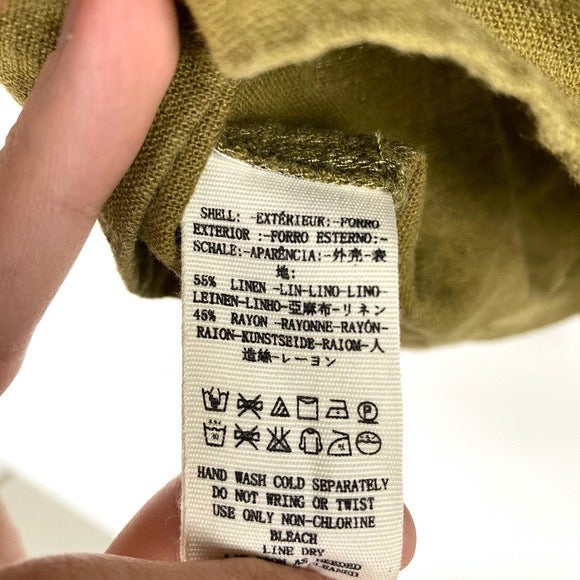 SHELL: -EXTÉRIEUR:-FORRO
EXTERIOR :-FORRO ESTERNO:-
SCHALE:-APARÊNCIA:-外壳-表
地:
55% LINEN -LIN-LINO-LINO-
LEINEN-LINHO-亞麻布-リネン
45% RAYON -RAYONNE-RAYÓN-
RAION-KUNSTSEIDE-RAIOM-人
造絲-レーヨン
HAND WASH COLD SEPARATELY
DO NOT WRING OR TWIST
USE ONLY NON-CHLORINE
BLEACH
LINE DRY
AS NEEDED